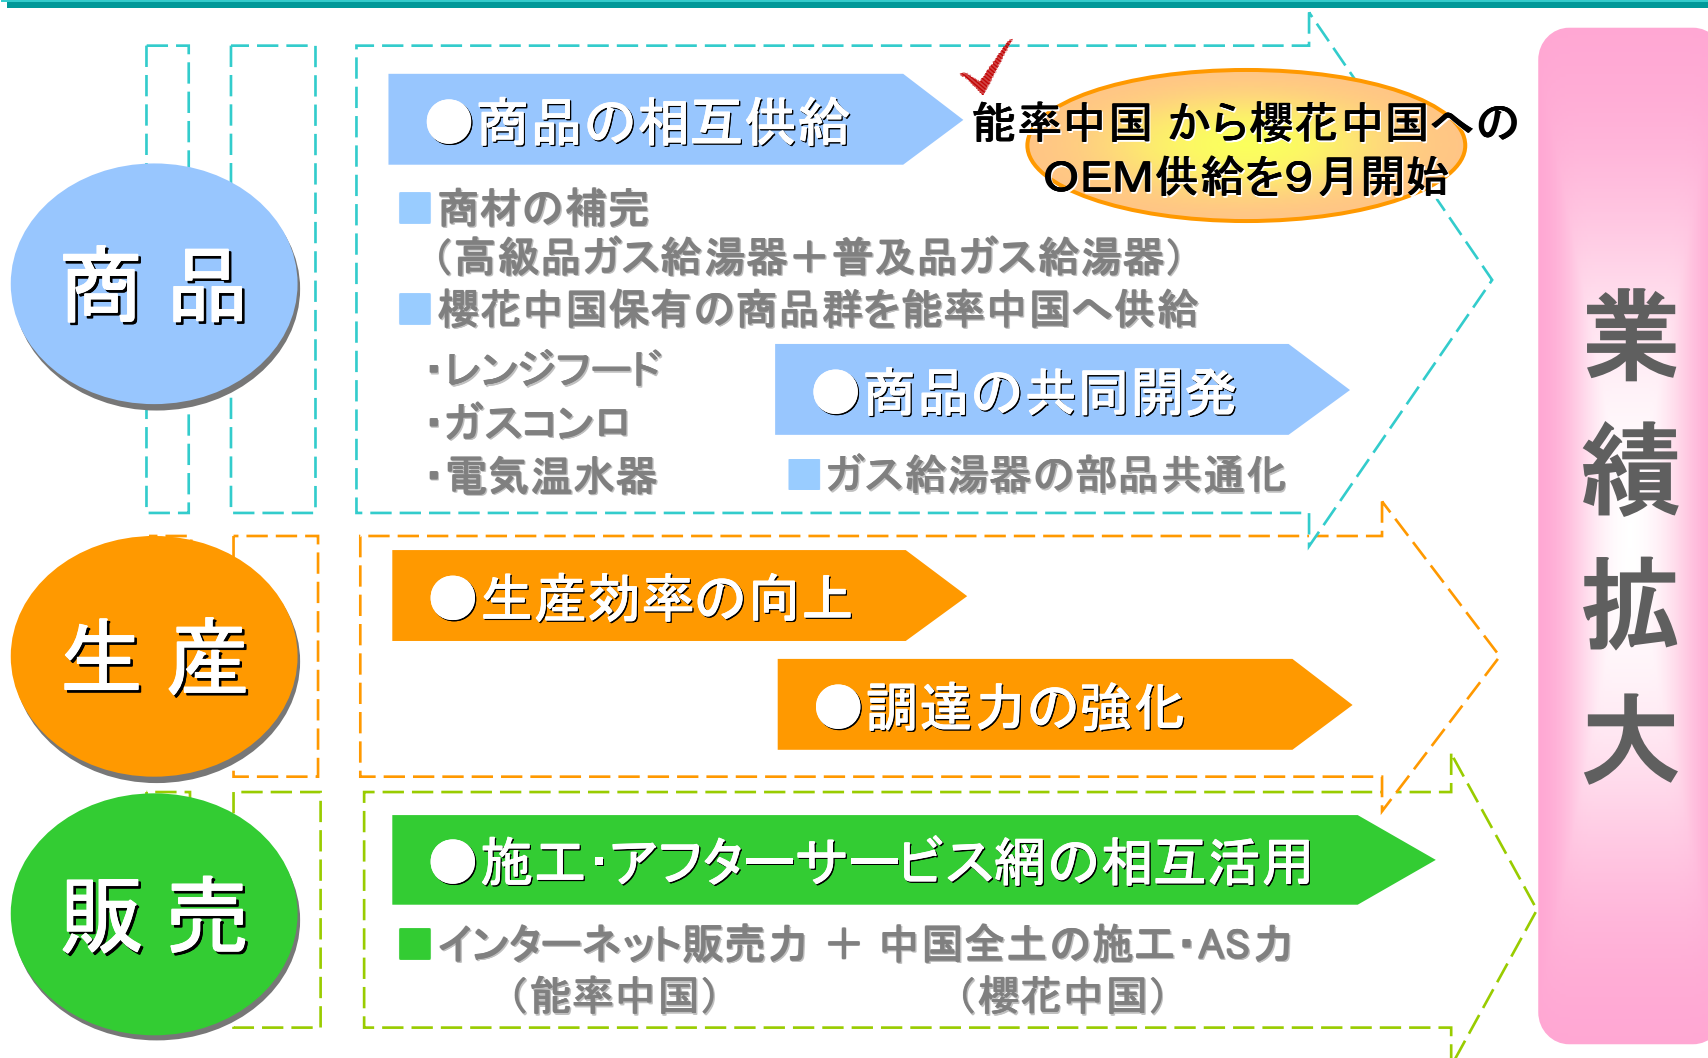 商品
●商品の相互供給
能率中国 から櫻花中国への
OEM供給を9月開始
■商材の補完
（高級品ガス給湯器＋普及品ガス給湯器）
■櫻花中国保有の商品群を能率中国へ供給
・レンジフード
・ガスコンロ
・電気温水器
●商品の共同開発
■ガス給湯器の部品共通化
生産
●生産効率の向上
●調達力の強化
販売
●施工・アフターサービス網の相互活用
■インターネット販売力 ＋ 中国全土の施工・AS力
（能率中国） （櫻花中国）
業績拡大